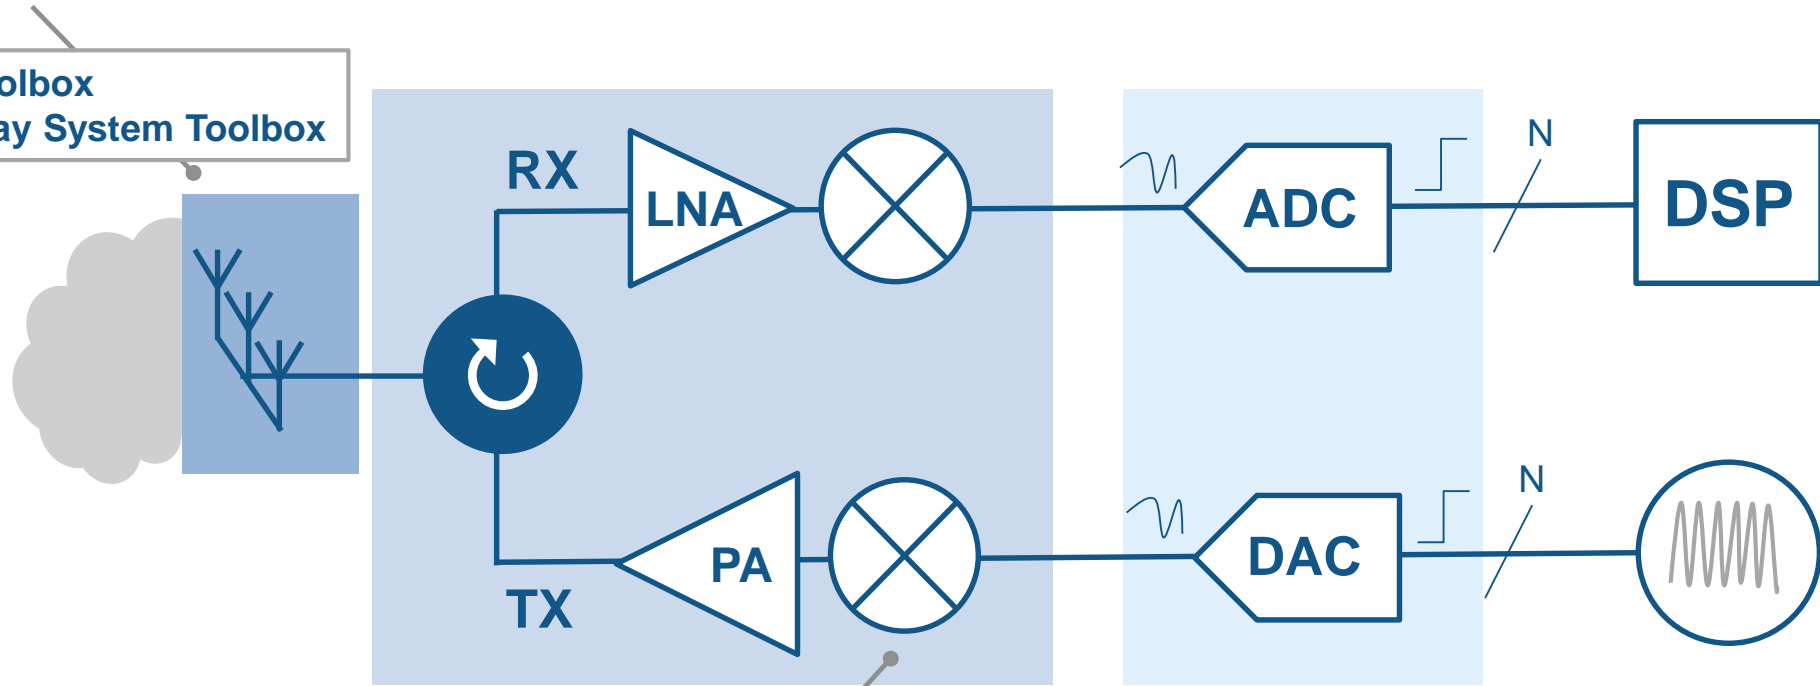 olbox
ay System Toolbox
RX
LNA
ADC
N
DSP
TX
PA
DAC
N